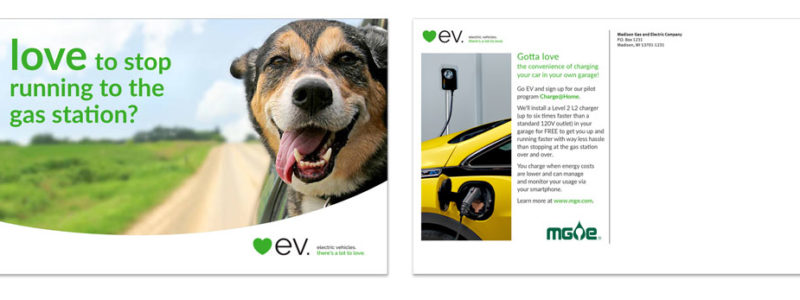 love to stop
running to the
gas station?
ev.
electric vehicles.
there's a lot to love.
ev.
electric vehicles.
there's a lot to love.
Gotta love
the convenience of charging
your car in your own garage!
Go EV and sign up for our pilot
program Charge@Home.
We'll install a Level 2 L2 charger
(up to six times faster than a
standard 120V outlet) in your
garage for FREE to get you up and
running faster with way less hassle
than stopping at the gas station
over and over.
You charge when energy costs
are lower and can manage
and monitor your usage via
your smartphone.
Learn more at www.mge.com.
mge
Madison Gas and Electric Company
P.O. Box 1231
Madison, WI 53701-1231